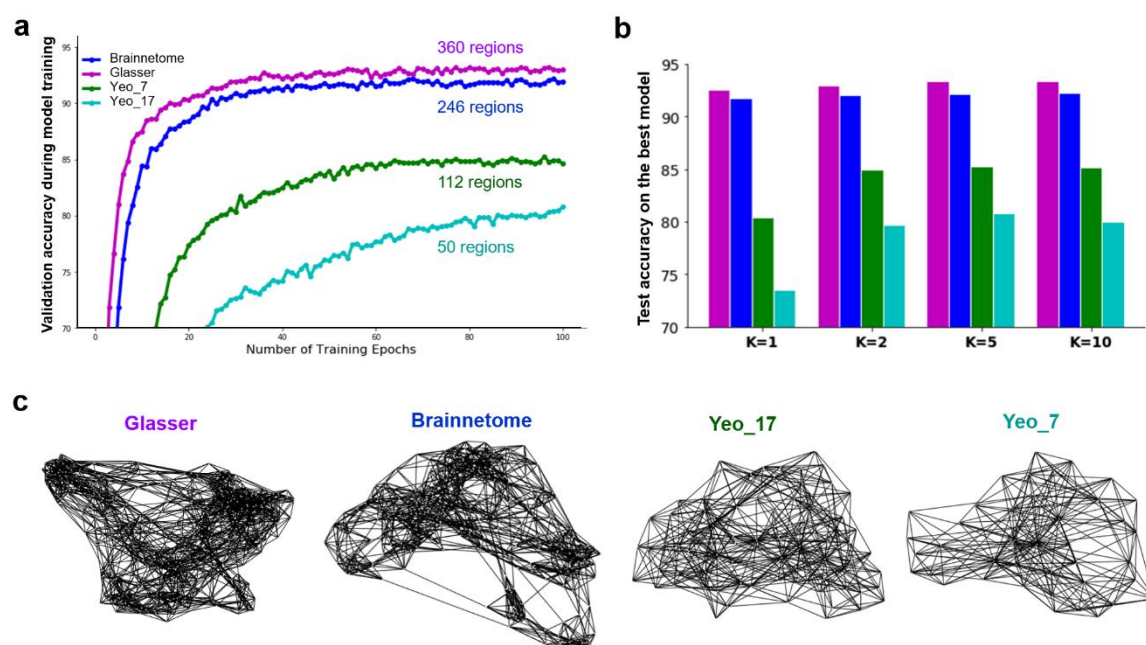 a
Validation accuracy during model training
95
90
85
80
75
70
Brainnetome
Glasser
Yeo_7
Yeo_17
360 regions
246 regions
112 regions
50 regions
0
20
40
60
80
100
Number of Training Epochs
b
Test accuracy on the best model
95
90
85
80
75
70
K=1
K=2
K=5
K=10
c
Glasser
Brainnetome
Yeo_17
Yeo_7